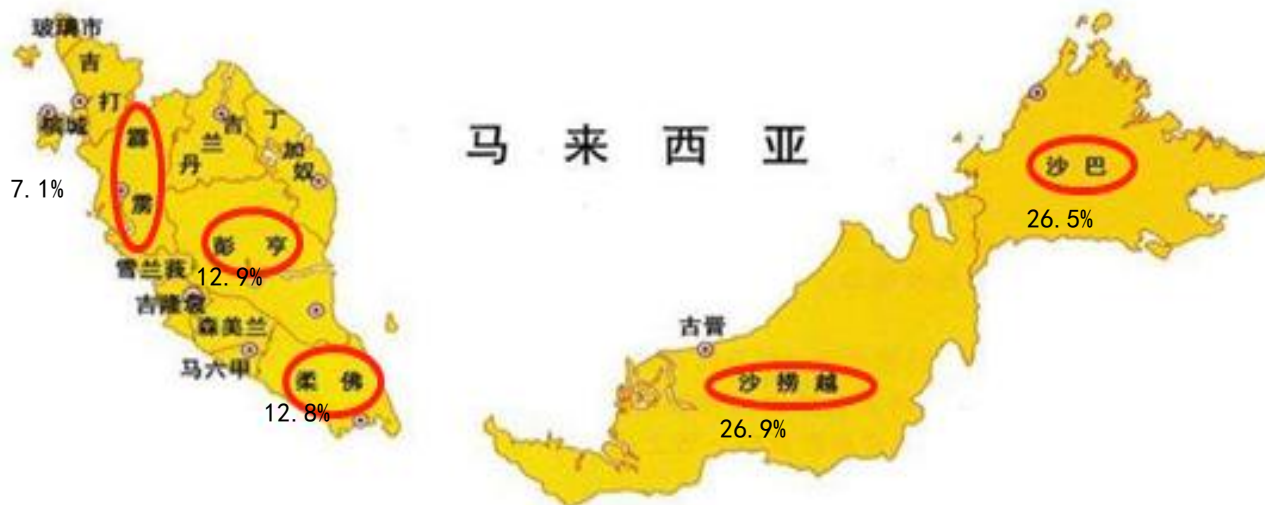 玻璃市
吉打
槟城
霹雳
吉兰丹
丁加奴
7.1%
彭亨
12.9%
雪兰莪
吉隆坡
森美兰
马六甲
柔佛
12.8%
马来西亚
沙巴
26.5%
古晋
沙捞越
26.9%